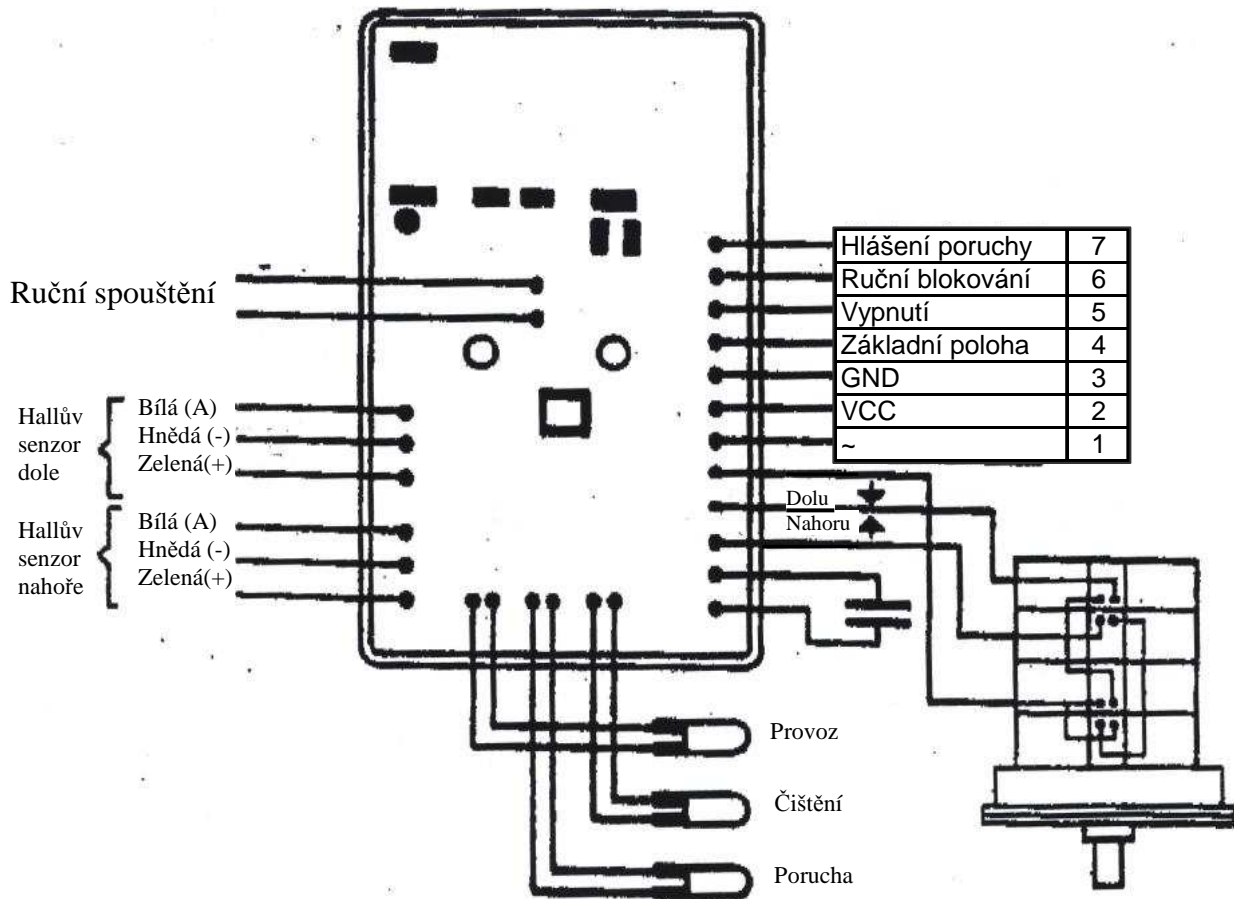 Ruční spouštění
Hallův
senzor
dole
Bílá (A)
Hnědá (-)
Zelená(+)
Hallův
senzor
nahoře
Bílá (A)
Hnědá (-)
Zelená(+)
Hlášení poruchy 7
Ruční blokování 6
Vypnutí 5
Základní poloha 4
GND 3
VCC 2
~ 1
Dolu
Nahoru
Provoz
Čištění
Porucha